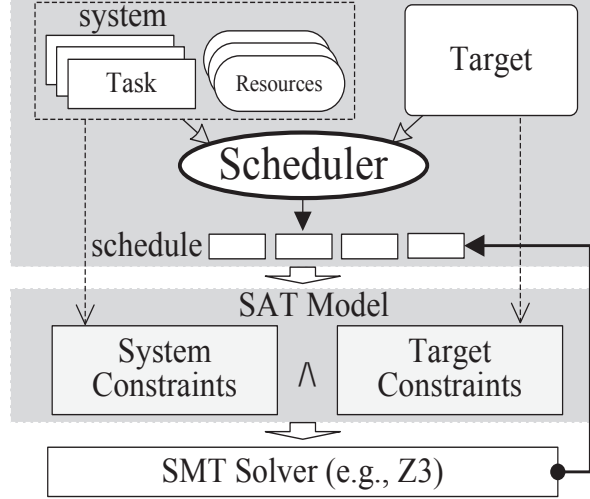 system
Task
Resources
Target
Scheduler
schedule
SAT Model
System
Constraints
∧
Target
Constraints
SMT Solver (e.g., Z3)